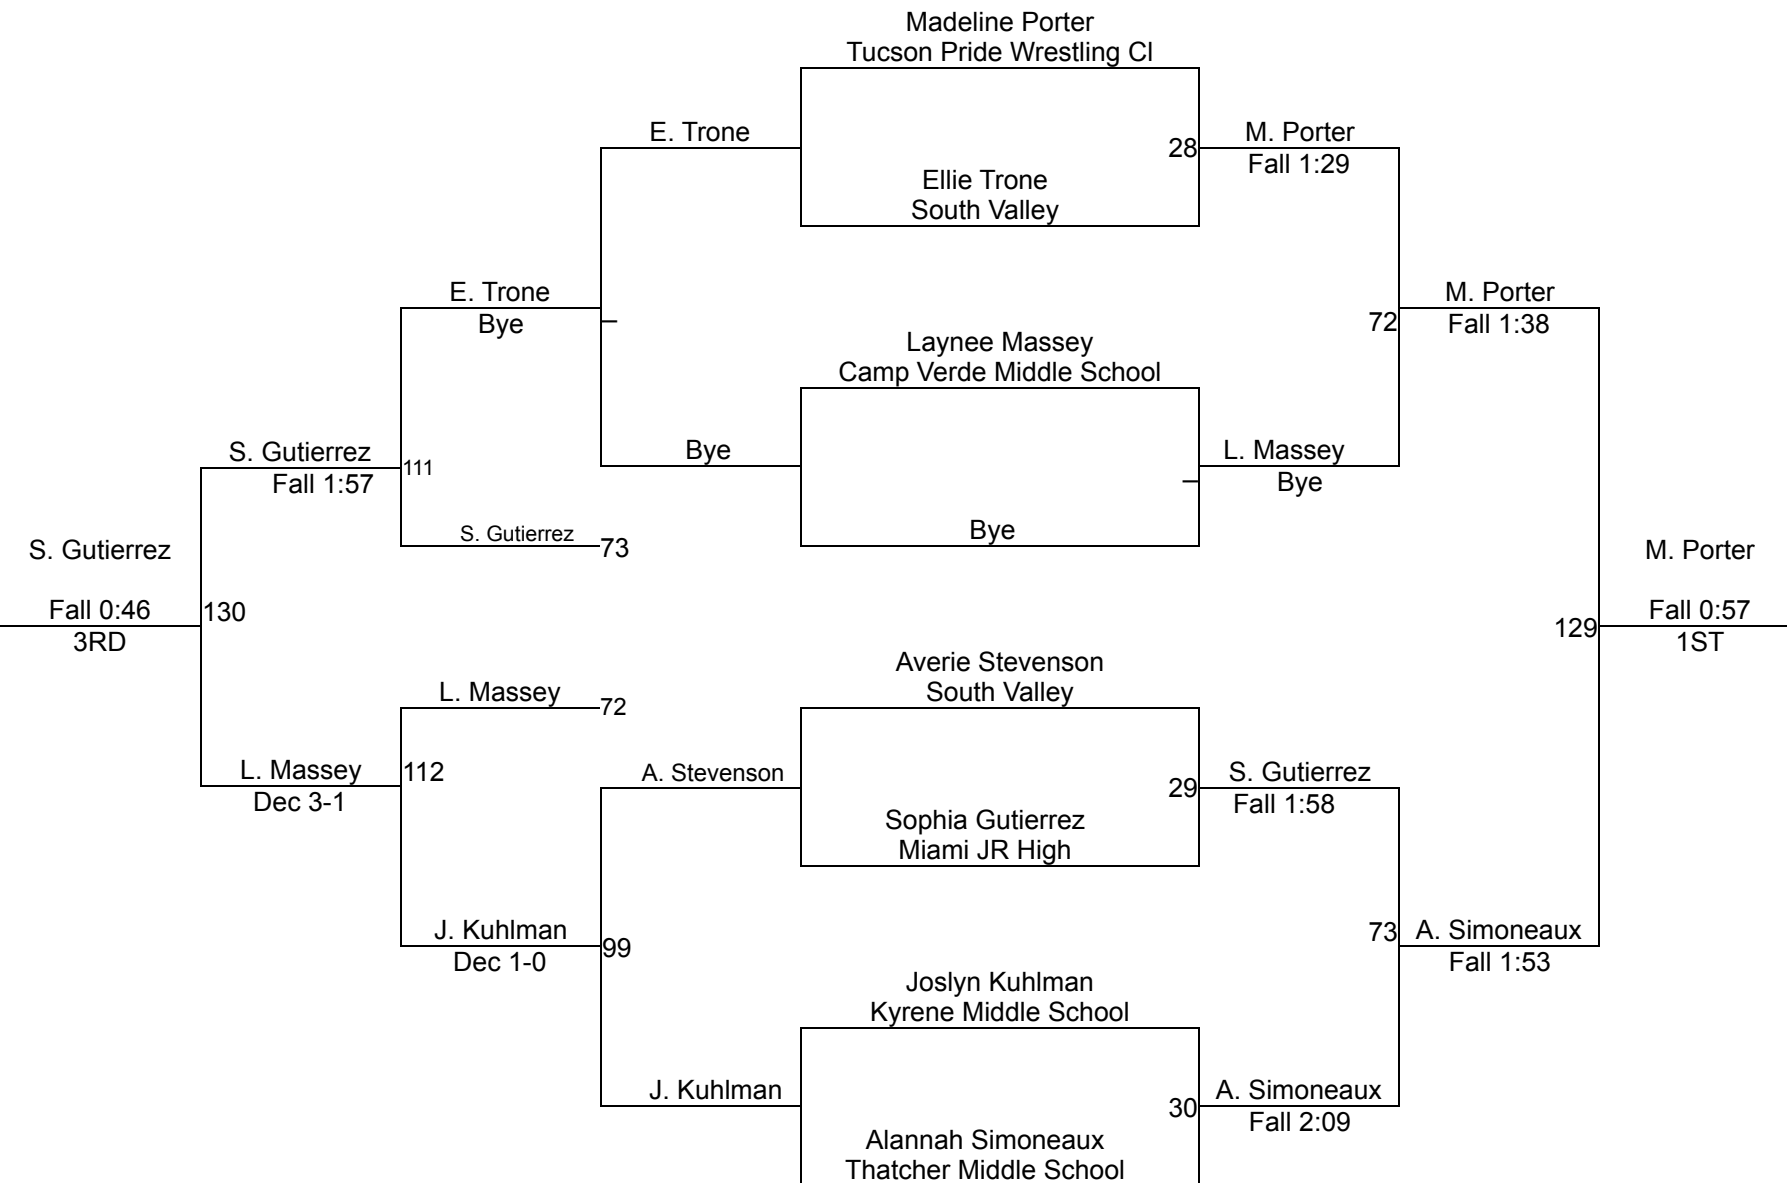 Madeline Porter
Tucson Pride Wrestling Cl
E. Trone
28
M. Porter
Fall 1:29
Ellie Trone
South Valley
E. Trone
Bye
M. Porter
Fall 1:38
72
Laynee Massey
Camp Verde Middle School
S. Gutierrez
Fall 1:57
111
Bye
L. Massey
Bye
S. Gutierrez
73
Bye
S. Gutierrez
Fall 0:46
3RD
130
M. Porter
Fall 0:57
1ST
129
Averie Stevenson
South Valley
L. Massey
72
L. Massey
Dec 3-1
112
A. Stevenson
29
S. Gutierrez
Fall 1:58
Sophia Gutierrez
Miami JR High
J. Kuhlman
Dec 1-0
99
73
A. Simoneaux
Fall 1:53
Joslyn Kuhlman
Kyrene Middle School
J. Kuhlman
30
A. Simoneaux
Fall 2:09
Alannah Simoneaux
Thatcher Middle School